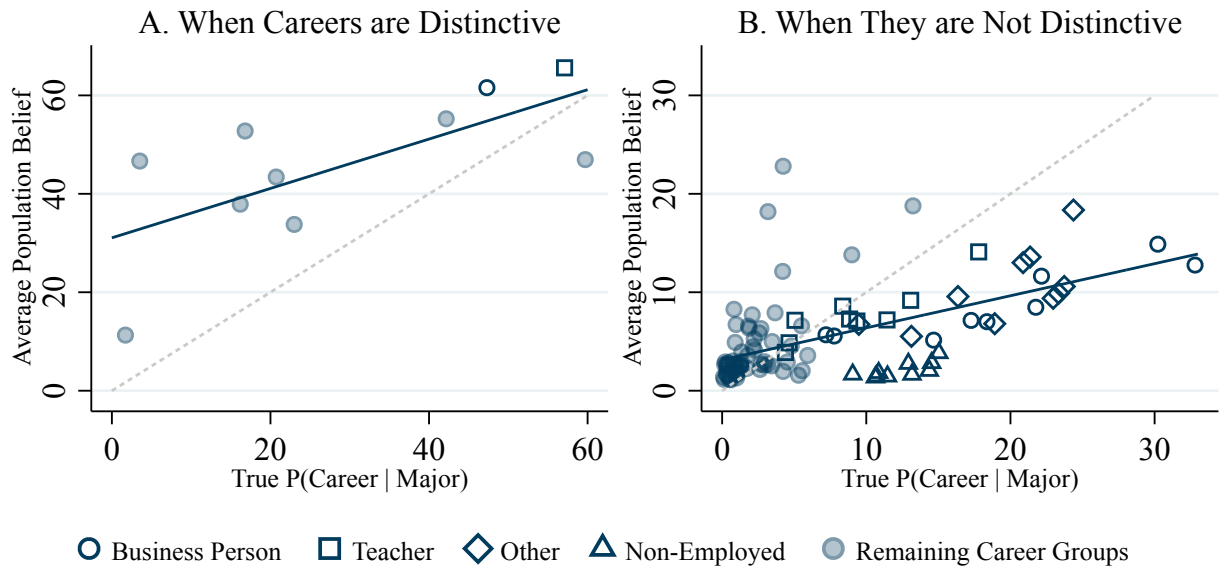 A. When Careers are Distinctive
Average Population Belief
60
40
20
0
0 20 40 60
True P(Career | Major)
B. When They are Not Distinctive
Average Population Belief
30
20
10
0
0 10 20 30
True P(Career | Major)
Business Person Teacher Other Non-Employed Remaining Career Groups